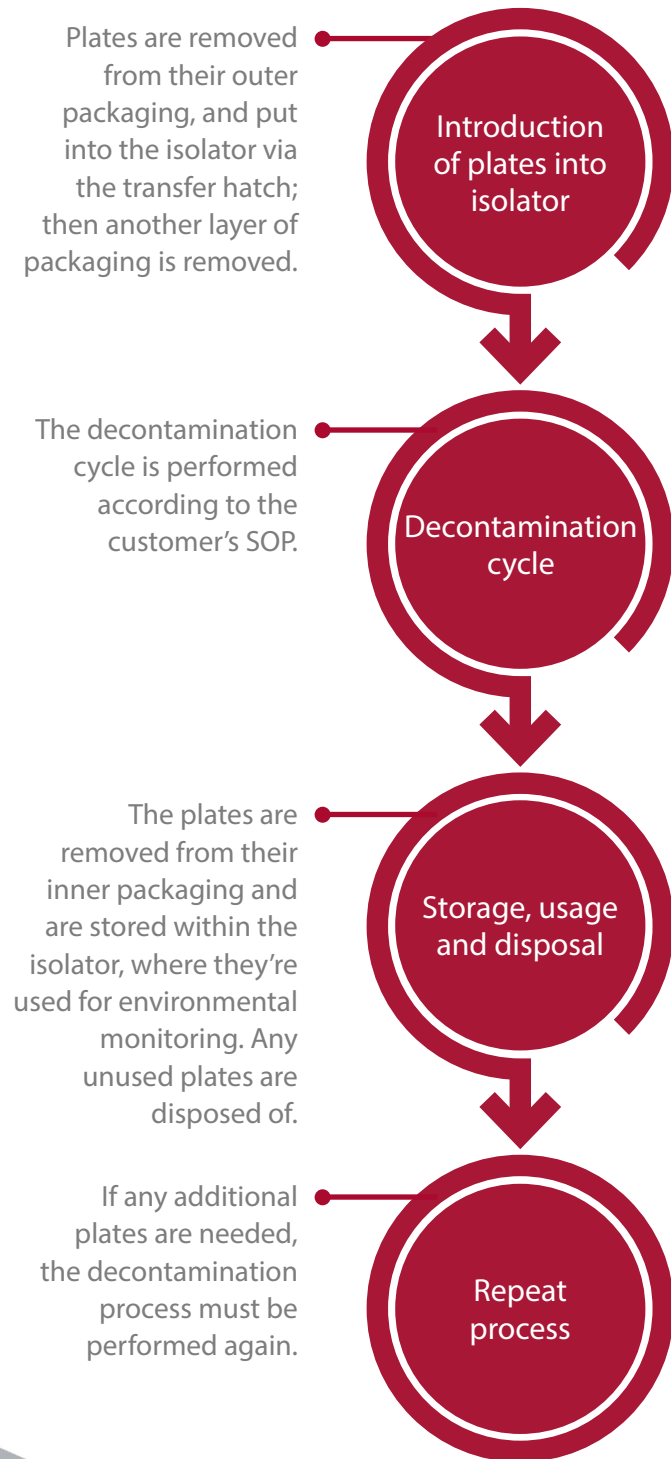 Plates are removed
from their outer
packaging, and put
into the isolator via
the transfer hatch;
then another layer of
packaging is removed.
Introduction
of plates into
isolator
The decontamination
cycle is performed
according to the
customer’s SOP.
Decontamination
cycle
The plates are
removed from their
inner packaging and
are stored within the
isolator, where they’re
used for environmental
monitoring. Any
unused plates are
disposed of.
Storage, usage
and disposal
If any additional
plates are needed,
the decontamination
process must be
performed again.
Repeat
process